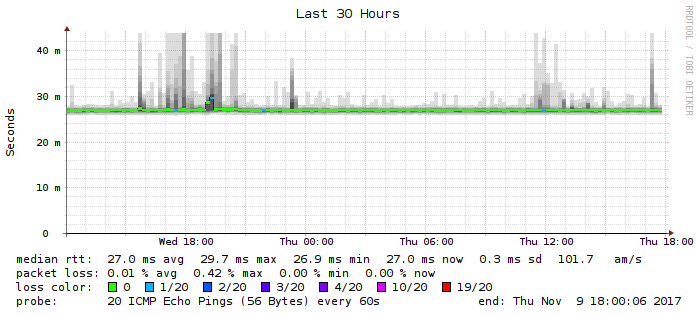 Last 30 Hours
RRDTOOL / TOBI OETIKER
Seconds
40 m
30 m
20 m
10 m
0
Wed 18:00 Thu 00:00 Thu 06:00 Thu 12:00 Thu 18:00
median rtt: 27.0 ms avg 29.7 ms max 26.9 ms min 27.0 ms now 0.3 ms sd 101.7 am/s
packet loss: 0.01 % avg 0.42 % max 0.00 % min 0.00 % now
loss color: 0 1/20 2/20 3/20 4/20 10/20 19/20
probe: 20 ICMP Echo Pings (56 Bytes) every 60s end: Thu Nov 9 18:00:06 2017